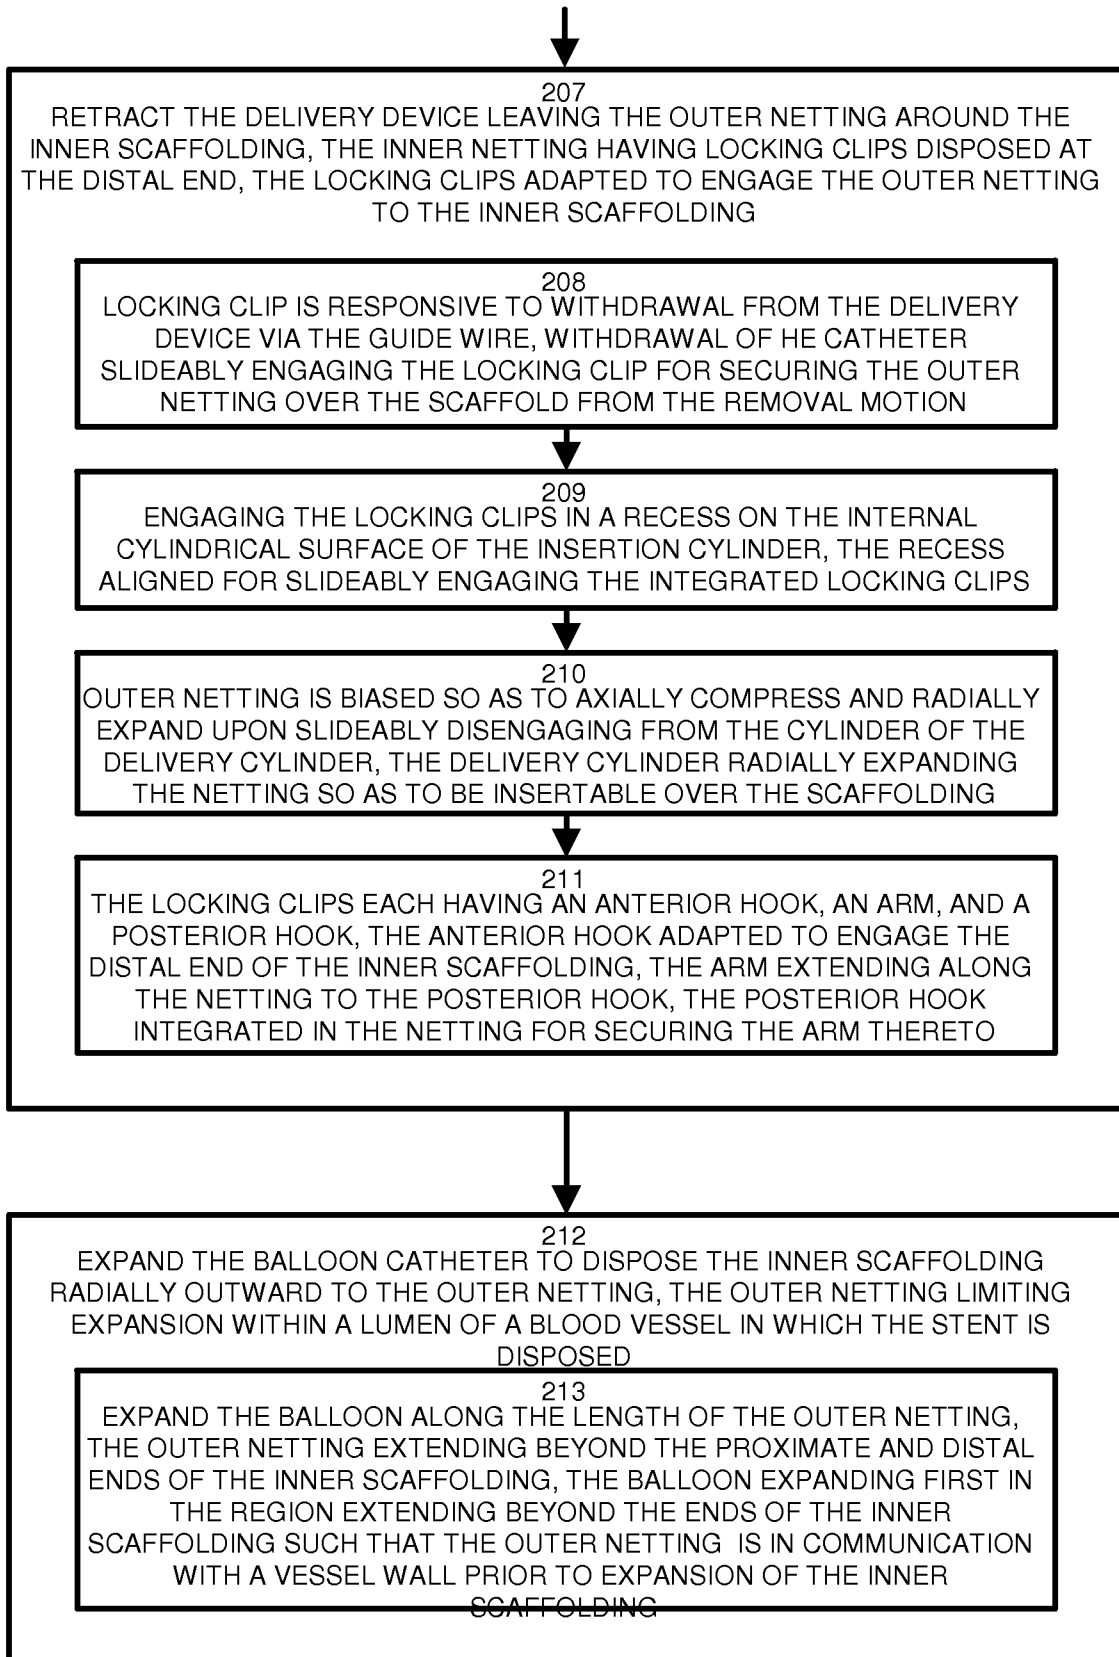 207
RETRACT THE DELIVERY DEVICE LEAVING THE OUTER NETTING AROUND THE
INNER SCAFFOLDING, THE INNER NETTING HAVING LOCKING CLIPS DISPOSED AT
THE DISTAL END, THE LOCKING CLIPS ADAPTED TO ENGAGE THE OUTER NETTING
TO THE INNER SCAFFOLDING
208
LOCKING CLIP IS RESPONSIVE TO WITHDRAWAL FROM THE DELIVERY
DEVICE VIA THE GUIDE WIRE, WITHDRAWAL OF HE CATHETER
SLIDEABLY ENGAGING THE LOCKING CLIP FOR SECURING THE OUTER
NETTING OVER THE SCAFFOLD FROM THE REMOVAL MOTION
209
ENGAGING THE LOCKING CLIPS IN A RECESS ON THE INTERNAL
CYLINDRICAL SURFACE OF THE INSERTION CYLINDER, THE RECESS
ALIGNED FOR SLIDEABLY ENGAGING THE INTEGRATED LOCKING CLIPS
210
OUTER NETTING IS BIASED SO AS TO AXIALLY COMPRESS AND RADIALLY
EXPAND UPON SLIDEABLY DISENGAGING FROM THE CYLINDER OF THE
DELIVERY CYLINDER, THE DELIVERY CYLINDER RADIALLY EXPANDING
THE NETTING SO AS TO BE INSERTABLE OVER THE SCAFFOLDING
211
THE LOCKING CLIPS EACH HAVING AN ANTERIOR HOOK, AN ARM, AND A
POSTERIOR HOOK, THE ANTERIOR HOOK ADAPTED TO ENGAGE THE
DISTAL END OF THE INNER SCAFFOLDING, THE ARM EXTENDING ALONG
THE NETTING TO THE POSTERIOR HOOK, THE POSTERIOR HOOK
INTEGRATED IN THE NETTING FOR SECURING THE ARM THERETO
212
EXPAND THE BALLOON CATHETER TO DISPOSE THE INNER SCAFFOLDING
RADIALLY OUTWARD TO THE OUTER NETTING, THE OUTER NETTING LIMITING
EXPANSION WITHIN A LUMEN OF A BLOOD VESSEL IN WHICH THE STENT IS
DISPOSED
213
EXPAND THE BALLOON ALONG THE LENGTH OF THE OUTER NETTING,
THE OUTER NETTING EXTENDING BEYOND THE PROXIMATE AND DISTAL
ENDS OF THE INNER SCAFFOLDING, THE BALLOON EXPANDING FIRST IN
THE REGION EXTENDING BEYOND THE ENDS OF THE INNER
SCAFFOLDING SUCH THAT THE OUTER NETTING IS IN COMMUNICATION
WITH A VESSEL WALL PRIOR TO EXPANSION OF THE INNER
SCAFFOLDING